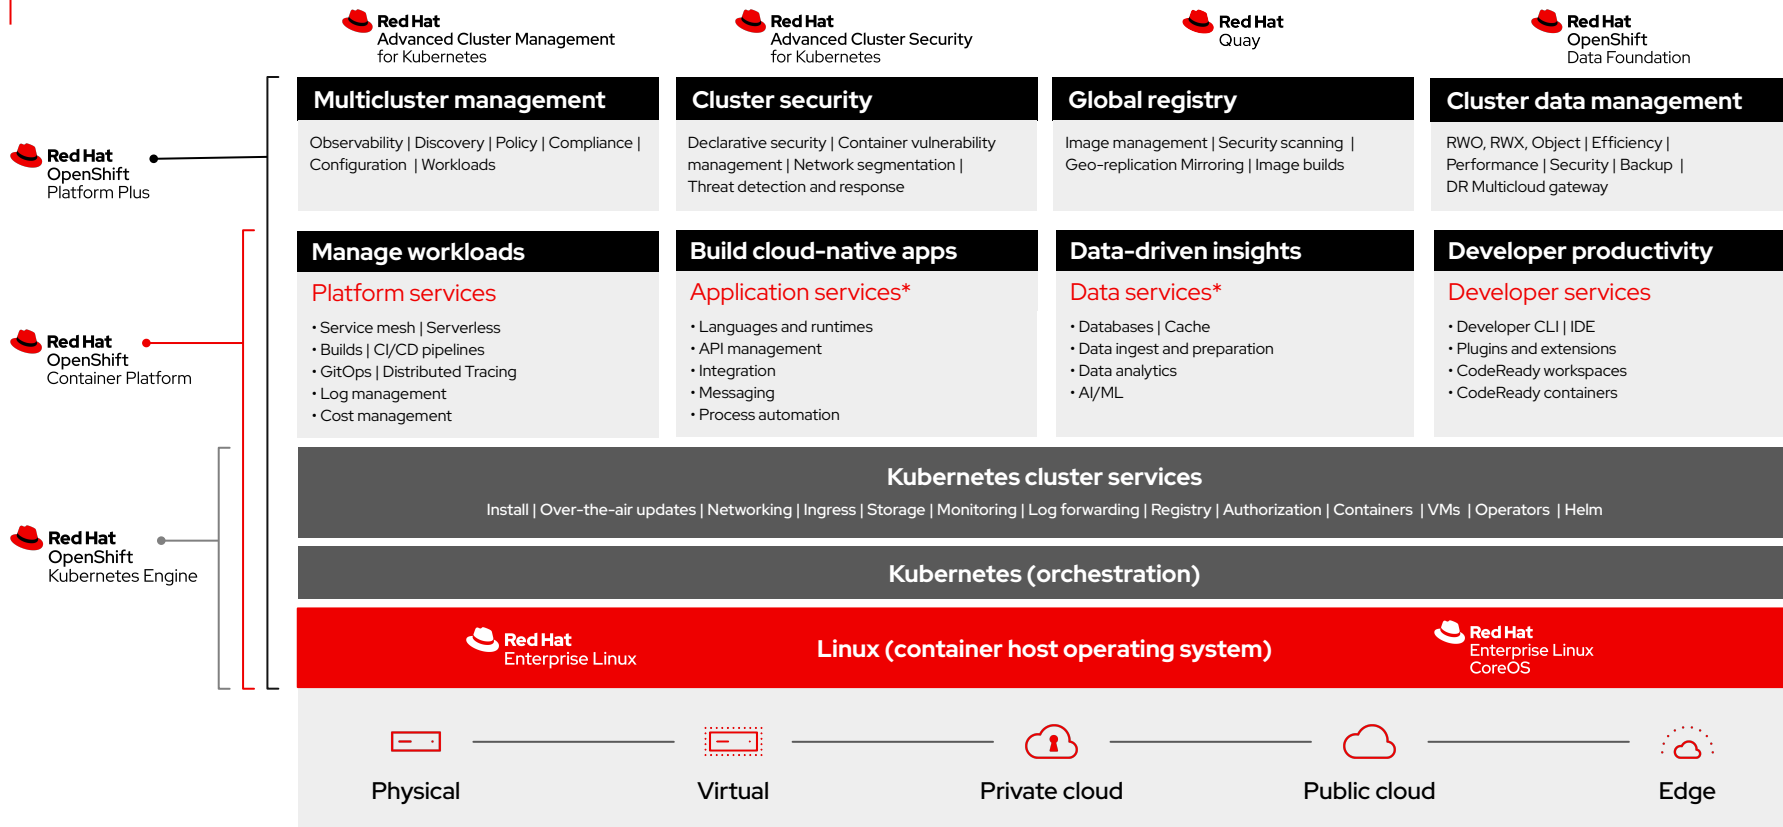 Red Hat
Advanced Cluster Management
for Kubernetes
Red Hat
Advanced Cluster Security
for Kubernetes
Red Hat
Quay
Red Hat
OpenShift
Data Foundation
Red Hat
OpenShift
Platform Plus
Multicluster management
Observability | Discovery | Policy | Compliance |
Configuration | Workloads
Cluster security
Declarative security | Container vulnerability
management | Network segmentation |
Threat detection and response
Global registry
Image management | Security scanning |
Geo-replication Mirroring | Image builds
Cluster data management
RWO, RWX, Object | Efficiency |
Performance | Security | Backup |
DR Multicloud gateway
Red Hat
OpenShift
Container Platform
Manage workloads
Platform services
• Service mesh | Serverless
• Builds | CI/CD pipelines
• GitOps | Distributed Tracing
• Log management
• Cost management
Build cloud-native apps
Application services*
• Languages and runtimes
• API management
• Integration
• Messaging
• Process automation
Data-driven insights
Data services*
• Databases | Cache
• Data ingest and preparation
• Data analytics
• AI/ML
Developer productivity
Developer services
• Developer CLI | IDE
• Plugins and extensions
• CodeReady workspaces
• CodeReady containers
Red Hat
OpenShift
Kubernetes Engine
Kubernetes cluster services
Install | Over-the-air updates | Networking | Ingress | Storage | Monitoring | Log forwarding | Registry | Authorization | Containers | VMs | Operators | Helm
Kubernetes (orchestration)
Red Hat
Enterprise Linux
Linux (container host operating system)
Red Hat
Enterprise Linux
CoreOS
Physical
Virtual
Private cloud
Public cloud
Edge